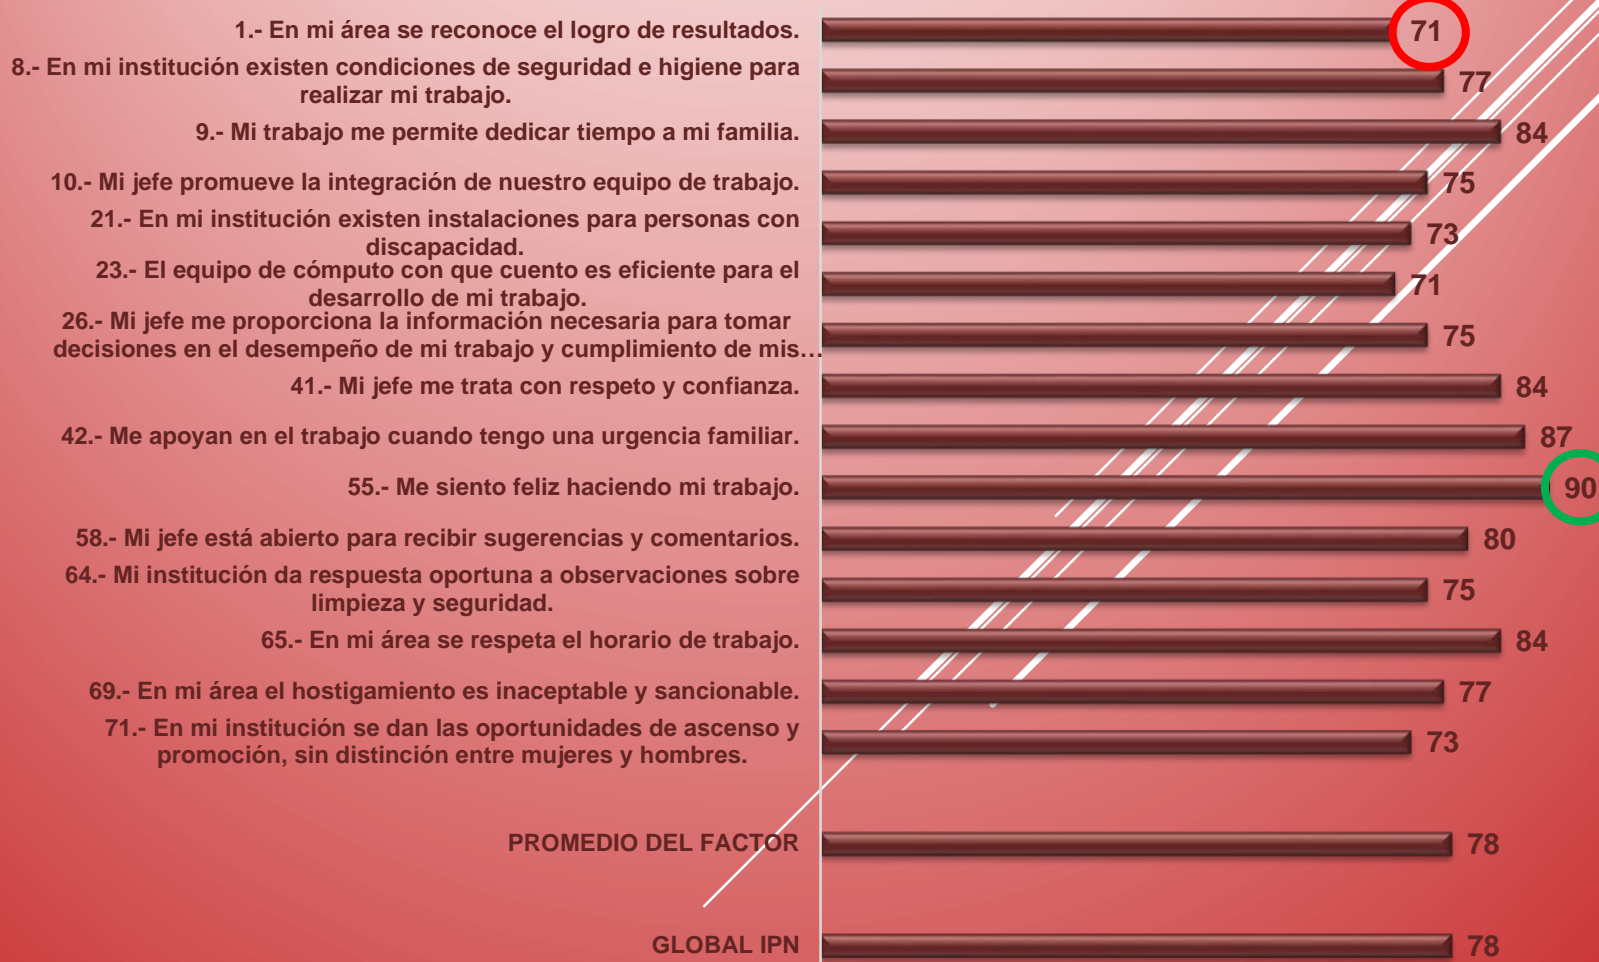 1.- En mi área se reconoce el logro de resultados. 71
8.- En mi institución existen condiciones de seguridad e higiene para
realizar mi trabajo. 77
9.- Mi trabajo me permite dedicar tiempo a mi familia. 84
10.- Mi jefe promueve la integración de nuestro equipo de trabajo. 75
21.- En mi institución existen instalaciones para personas con
discapacidad. 73
23.- El equipo de cómputo con que cuento es eficiente para el
desarrollo de mi trabajo. 71
26.- Mi jefe me proporciona la información necesaria para tomar
decisiones en el desempeño de mi trabajo y cumplimiento de mis… 75
41.- Mi jefe me trata con respeto y confianza. 84
42.- Me apoyan en el trabajo cuando tengo una urgencia familiar. 87
55.- Me siento feliz haciendo mi trabajo. 90
58.- Mi jefe está abierto para recibir sugerencias y comentarios. 80
64.- Mi institución da respuesta oportuna a observaciones sobre
limpieza y seguridad. 75
65.- En mi área se respeta el horario de trabajo. 84
69.- En mi área el hostigamiento es inaceptable y sancionable. 77
71.- En mi institución se dan las oportunidades de ascenso y
promoción, sin distinción entre mujeres y hombres. 73
PROMEDIO DEL FACTOR 78
GLOBAL IPN 78